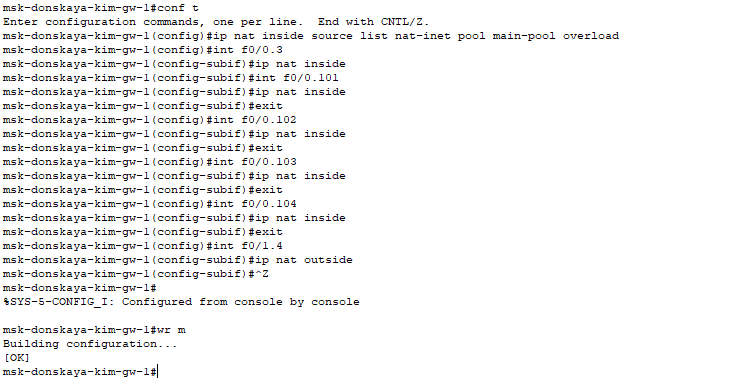 msk-donskaya-kim-gw-1#conf t
Enter configuration commands, one per line.  End with CNTL/Z.
msk-donskaya-kim-gw-1(config)#ip nat inside source list nat-inet pool main-pool overload
msk-donskaya-kim-gw-1(config)#int f0/0.3
msk-donskaya-kim-gw-1(config-subif)#ip nat inside
msk-donskaya-kim-gw-1(config-subif)#int f0/0.101
msk-donskaya-kim-gw-1(config-subif)#ip nat inside
msk-donskaya-kim-gw-1(config-subif)#exit
msk-donskaya-kim-gw-1(config)#int f0/0.102
msk-donskaya-kim-gw-1(config-subif)#ip nat inside
msk-donskaya-kim-gw-1(config-subif)#exit
msk-donskaya-kim-gw-1(config)#int f0/0.103
msk-donskaya-kim-gw-1(config-subif)#ip nat inside
msk-donskaya-kim-gw-1(config-subif)#exit
msk-donskaya-kim-gw-1(config)#int f0/0.104
msk-donskaya-kim-gw-1(config-subif)#ip nat inside
msk-donskaya-kim-gw-1(config-subif)#exit
msk-donskaya-kim-gw-1(config)#int f0/1.4
msk-donskaya-kim-gw-1(config-subif)#ip nat outside
msk-donskaya-kim-gw-1(config-subif)#^Z
msk-donskaya-kim-gw-1#
%SYS-5-CONFIG_I: Configured from console by console
msk-donskaya-kim-gw-1#wr m
Building configuration...
[OK]
msk-donskaya-kim-gw-1#